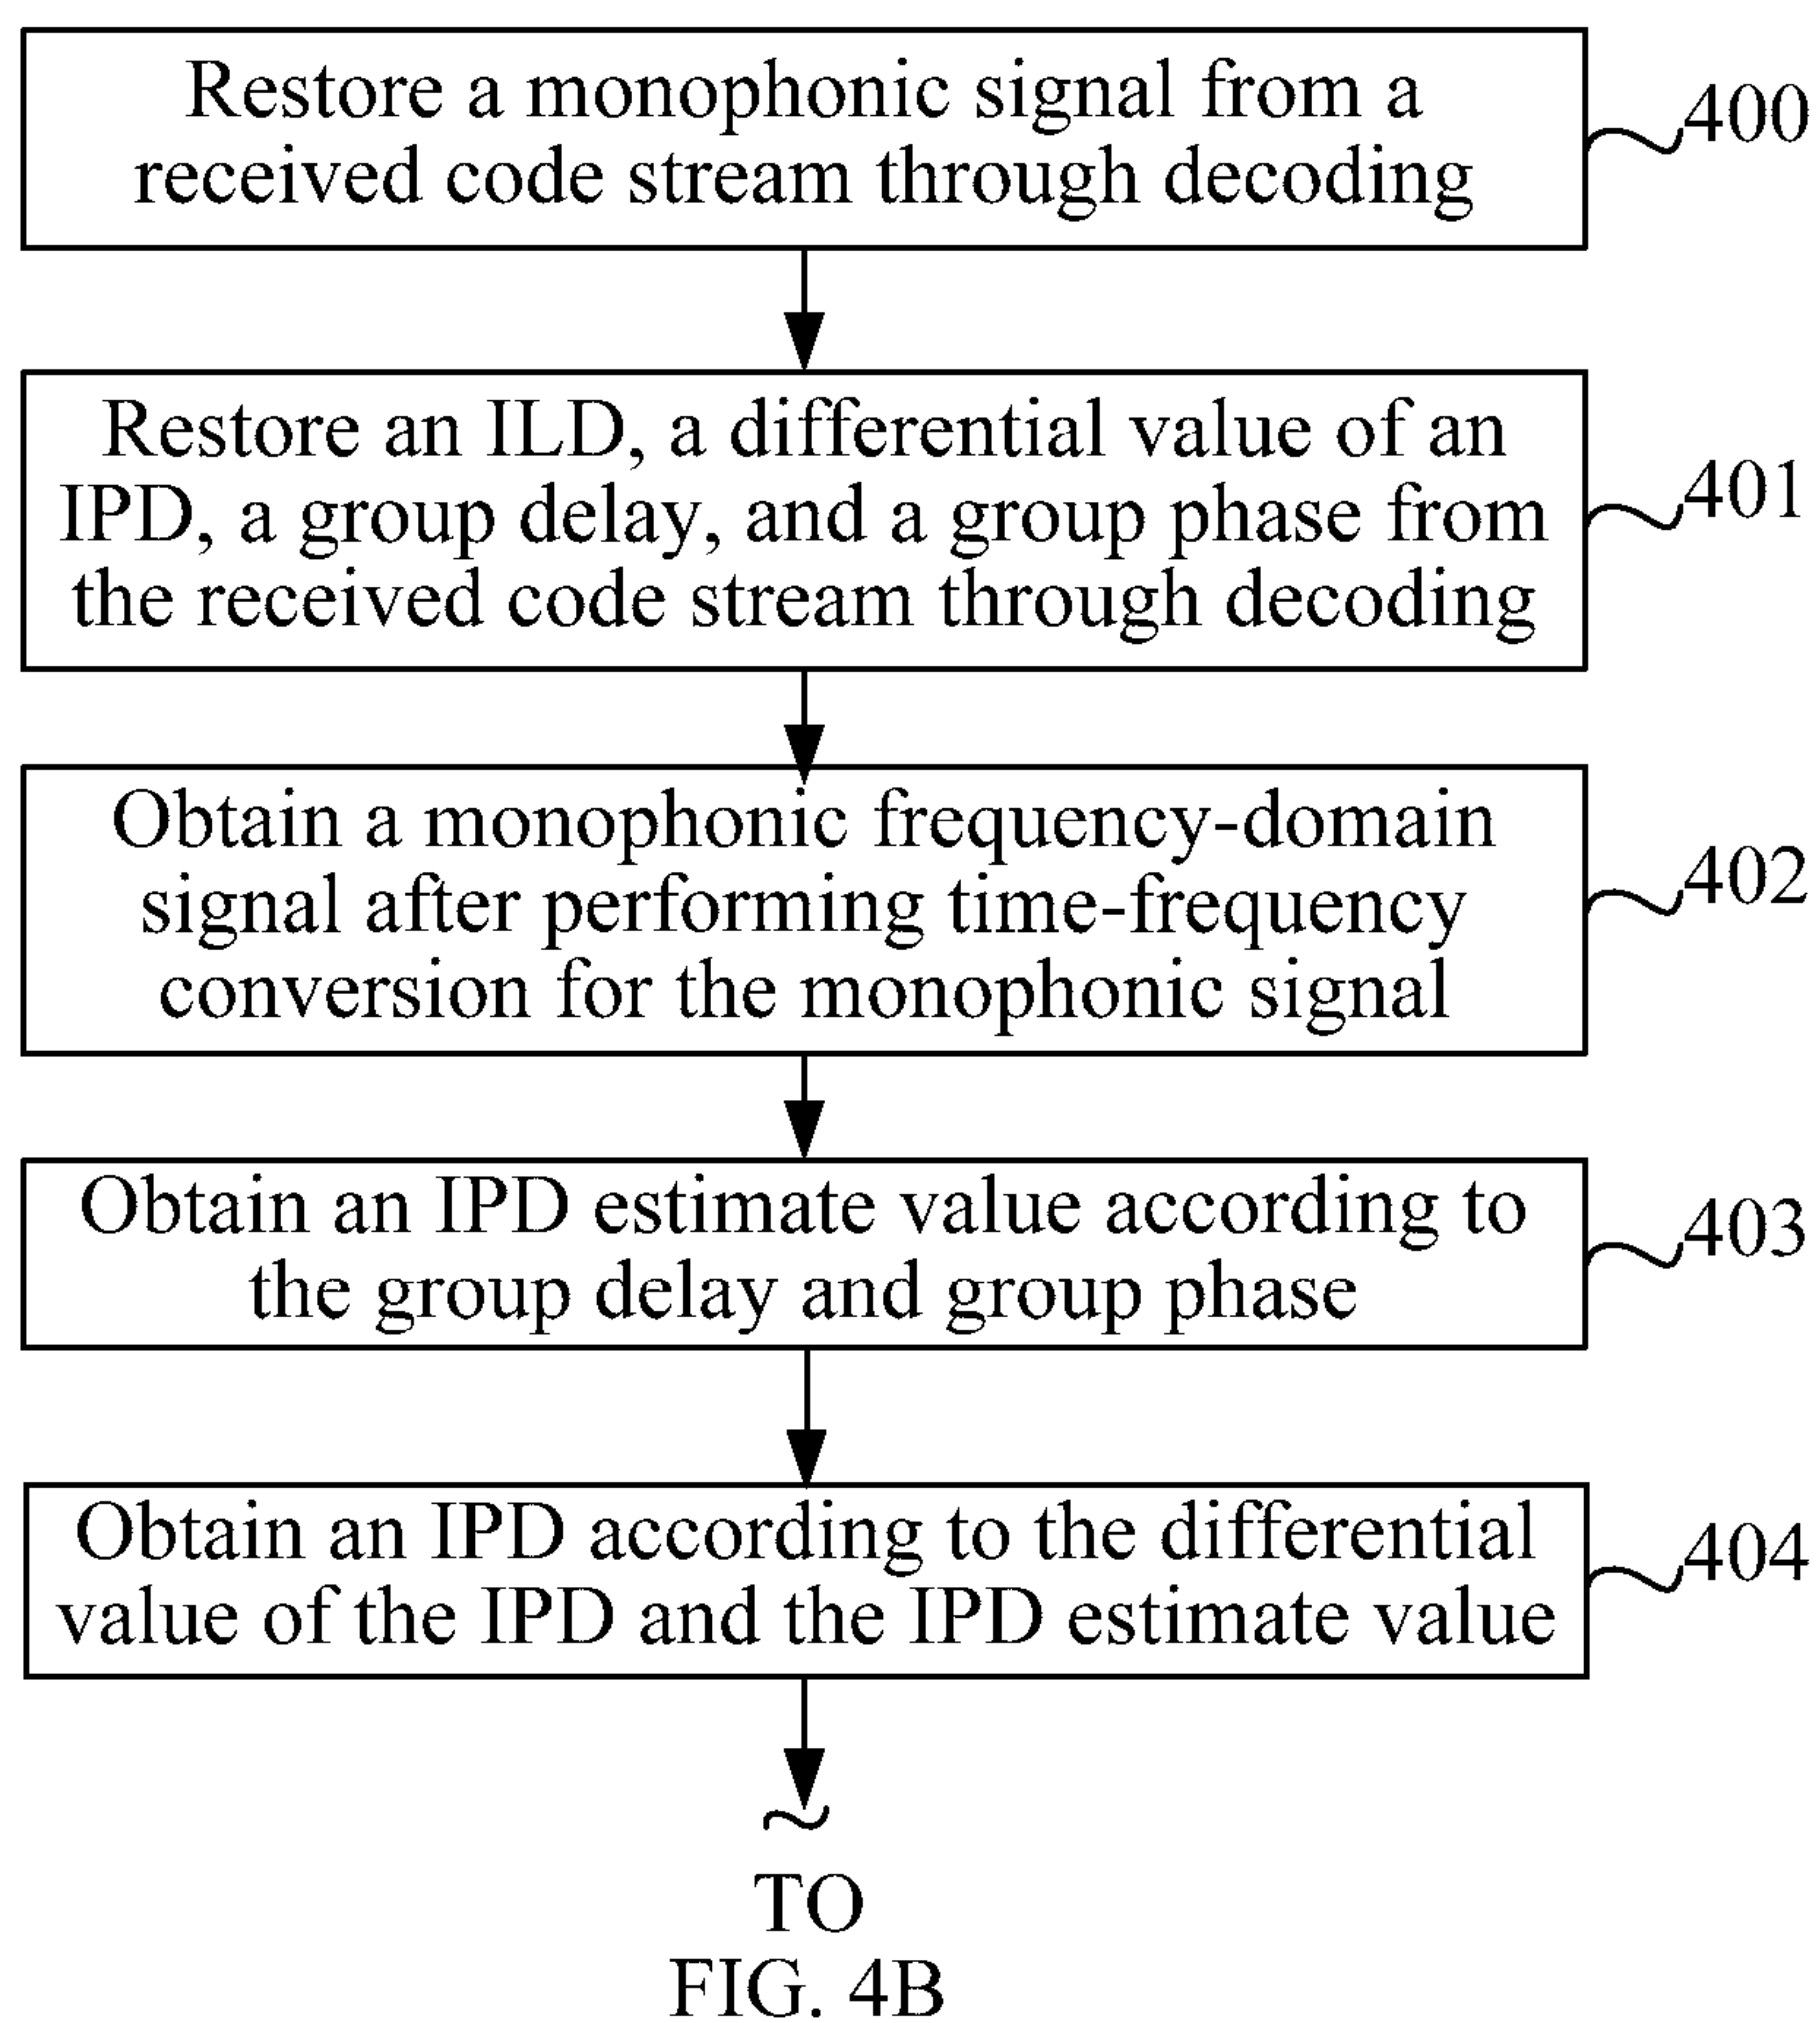 Restore a monophonic signal from a
received code stream through decoding
400
Restore an ILD, a differential value of an
IPD, a group delay, and a group phase from
the received code stream through decoding
401
Obtain a monophonic frequency-domain
signal after performing time-frequency
conversion for the monophonic signal
402
Obtain an IPD estimate value according to
the group delay and group phase
403
Obtain an IPD according to the differential
value of the IPD and the IPD estimate value
404
TO
FIG. 4B